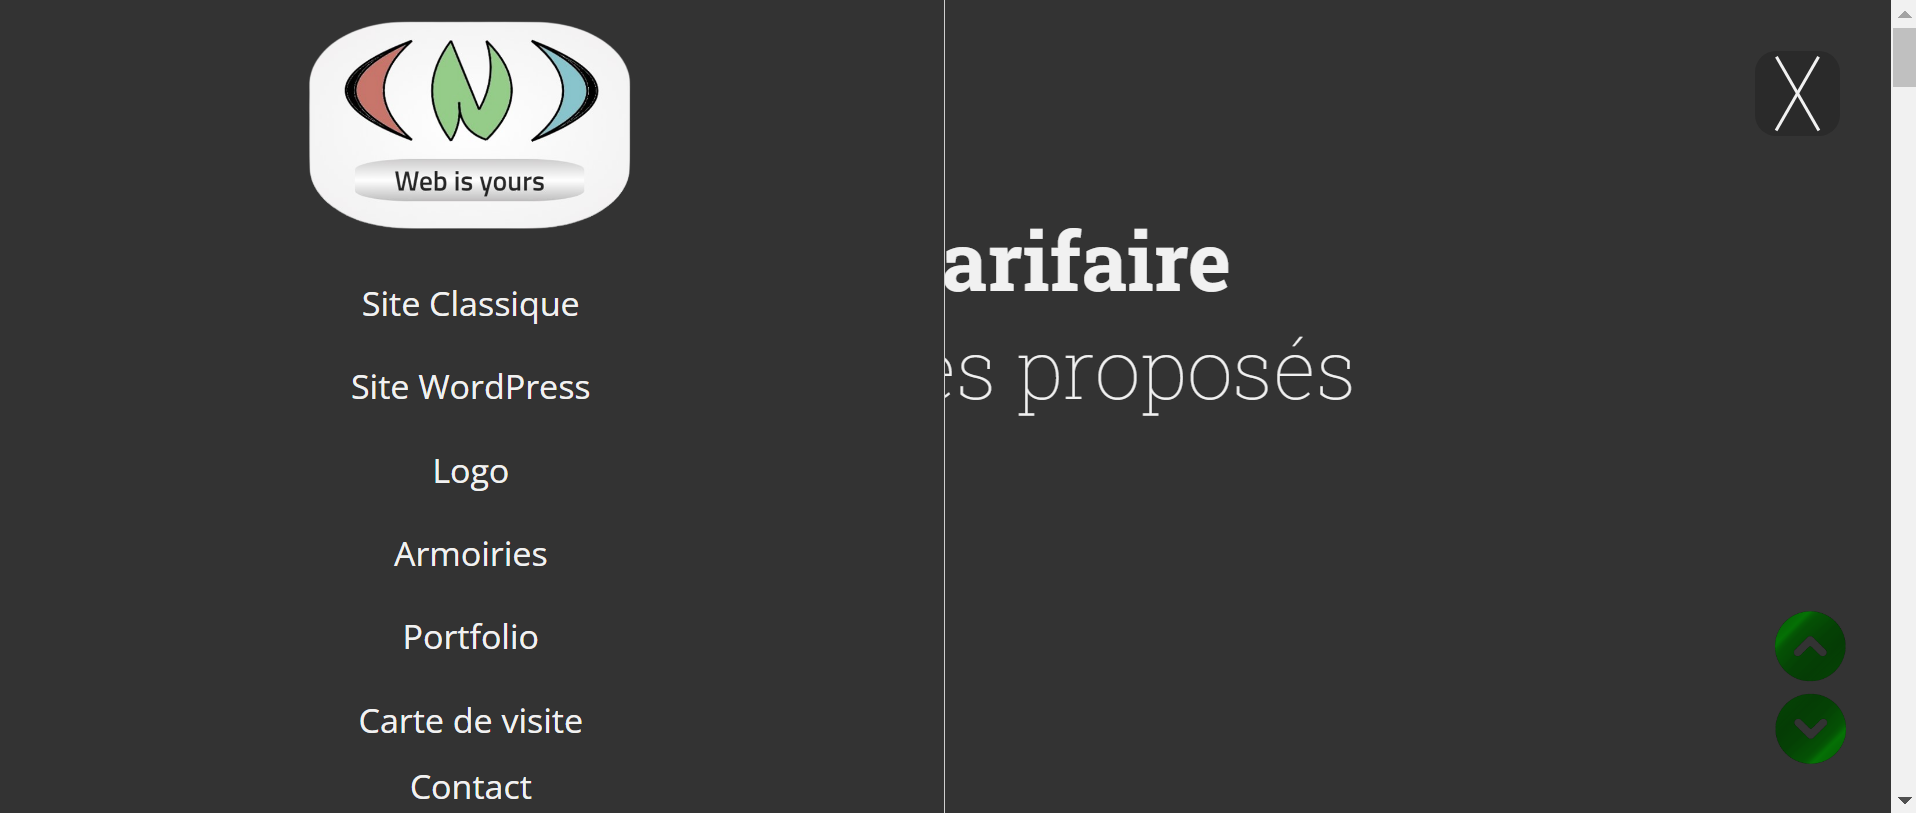 Web is yours
Site Classique
Site WordPress
Logo
Armoiries
Portfolio
Carte de visite
Contact
arifaire
es proposés